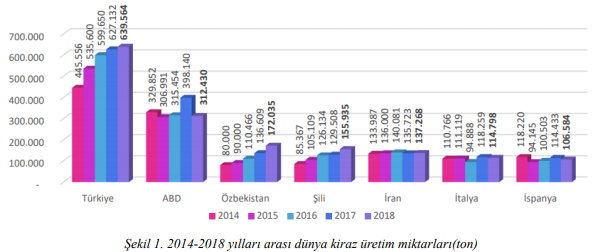 700.000
600.000
500.000
400.000
300.000
200.000
100.000
-
445.556 535.600 599.650 627.132 639.564
329.852 306.991 315.454 398.140 312.430
80.000 90.000 110.466 136.609 172.035
85.367 105.109 126.134 129.508 155.935
133.987 136.000 140.081 135.723 137.268
110.766 111.119 94.888 118.259 114.798
118.220 94.145 100.503 114.433 106.584
Türkiye ABD Özbekistan Şili İran İtalya İspanya
2014 2015 2016 2017 2018
Şekil 1. 2014-2018 yılları arası dünya kiraz üretim miktarları(ton)